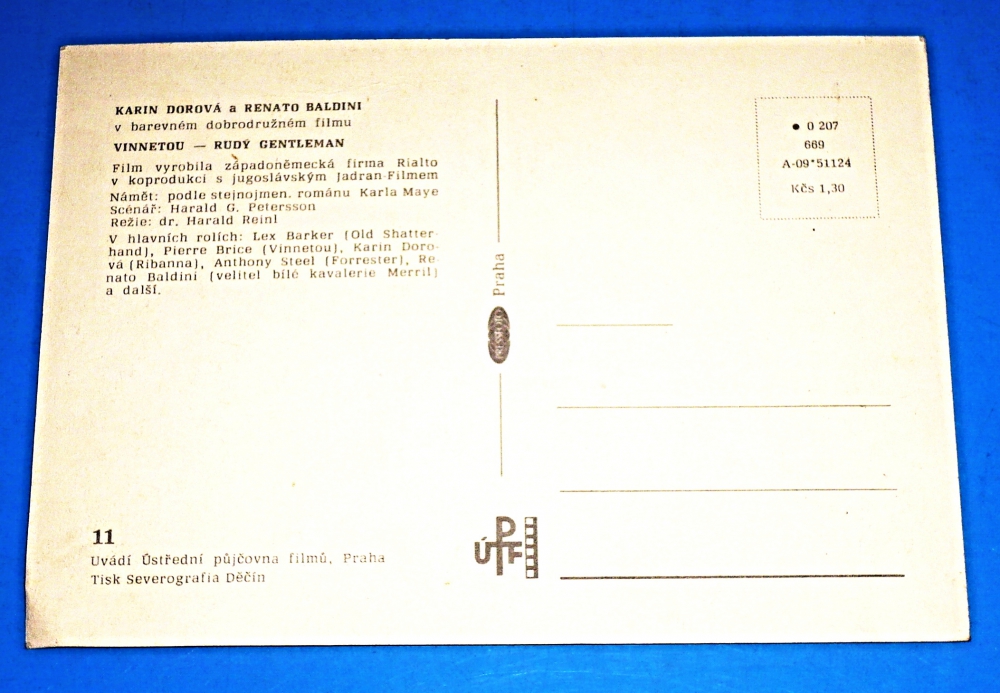 KARIN DOROVÁ a RENATO BALDINI
v barevném dobrodružném filmu
VINNETOU — RUDÝ GENTLEMAN
Film vyrobila západoněmecká firma Rialto
v koprodukci s jugoslávským Jadran-Filmem
Námět: podle stejnojmen. románu Karla Maye
Scénář: Harald G. Petersson
Režie: dr. Harald Reinl
V hlavních rolích: Lex Barker (Old Shatter-
hand), Pierre Brice (Vinnetou), Karin Doro-
vá (Ribanna), Anthony Steel (Forrester), Re-
nato Baldini (velitel bílé kavalerie Merril)
a další.
11
Uvádí Ústřední půjčovna filmů, Praha
Tisk Severografia Děčín
PRESSFOTO Praha
ÚPTF
● 0 207
669
A-09*51124
Kčs 1,30